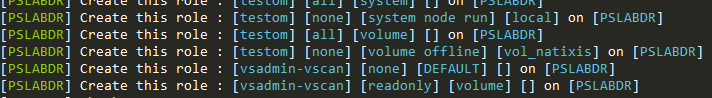 [PSLABDR] Create this role : [testom] [all] [system] [] on [PSLABDR]
[PSLABDR] Create this role : [testom] [none] [system node run] [local] on [PSLABDR]
[PSLABDR] Create this role : [testom] [all] [volume] [] on [PSLABDR]
[PSLABDR] Create this role : [testom] [none] [volume offline] [vol_natixis] on [PSLABDR]
[PSLABDR] Create this role : [vsadmin-vscan] [none] [DEFAULT] [] on [PSLABDR]
[PSLABDR] Create this role : [vsadmin-vscan] [readonly] [volume] [] on [PSLABDR]